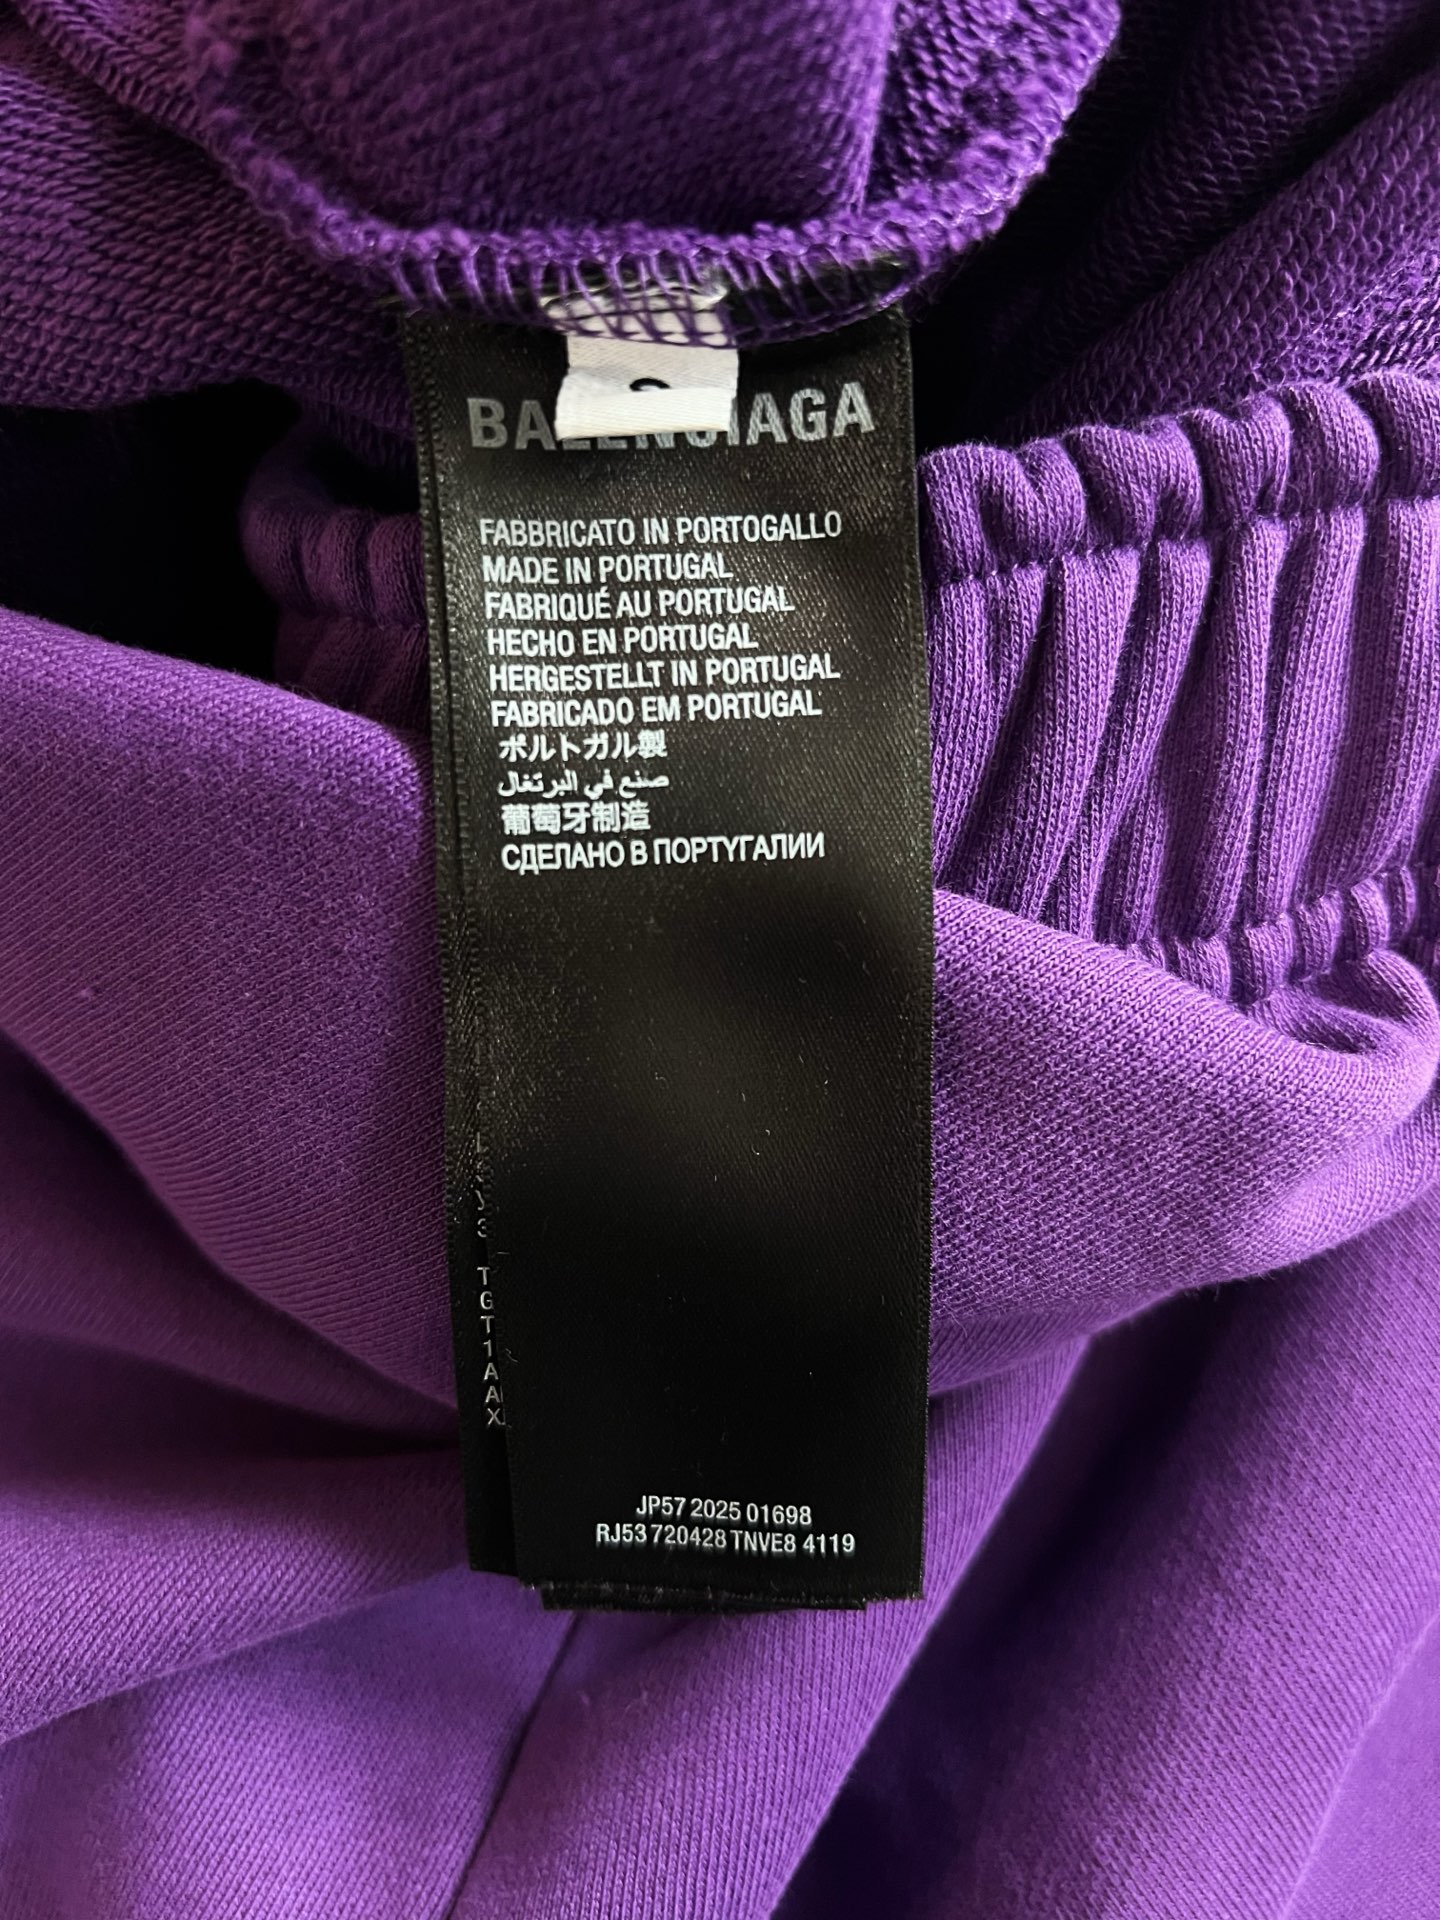 BALENCIAGA
FABBRICATO IN PORTOGALLO
MADE IN PORTUGAL
FABRIQUÉ AU PORTUGAL
HECHO EN PORTUGAL
HERGESTELLT IN PORTUGAL
FABRICADO EM PORTUGAL
ポルトガル製
صنع في البرتغال
葡萄牙制造
СДЕЛАНО В ПОРТУГАЛИИ
TGT1AAX
JP57 2025 01698
RJ53 720428 TNVE8 4119